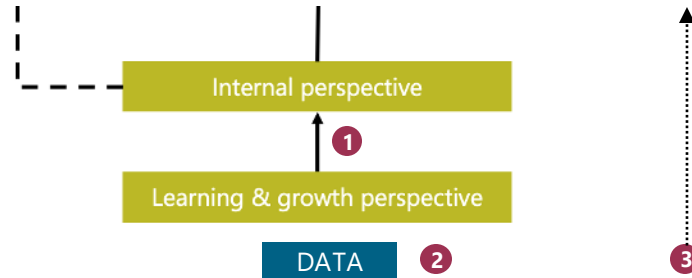 Internal perspective
1
Learning & growth perspective
DATA 2
3